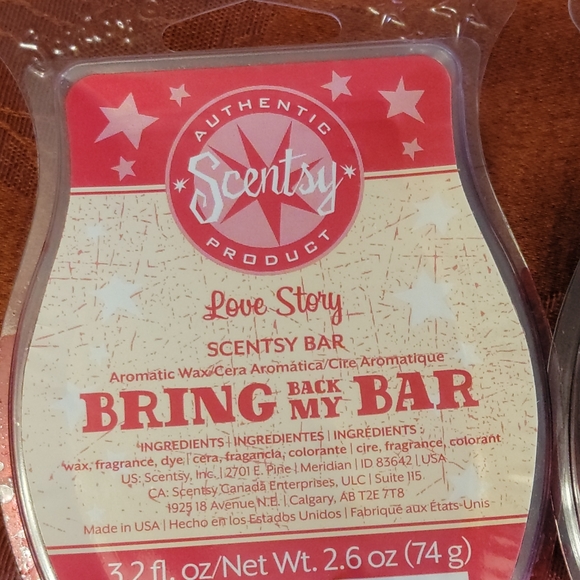 AUTHENTIC
Scentsy
PRODUCT
Love Story
SCENTSY BAR
Aromatic Wax/Cera Aromática/Cire Aromatique
BRING BACK MY BAR
INGREDIENTS | INGREDIENTES | INGRÉDIENTS :
wax, fragrance, dye | cera, fragancia, colorante | cire, fragrance, colorant
US: Scentsy, Inc. | 2701 E. Pine | Meridian | ID 83642 | USA
CA: Scentsy Canada Enterprises, ULC | Suite 115
1925 18 Avenue N.E. | Calgary, AB T2E 7T8
Made in USA | Hecho en los Estados Unidos | Fabriqué aux États-Unis
3.2 fl. oz/Net Wt. 2.6 oz (74 g)